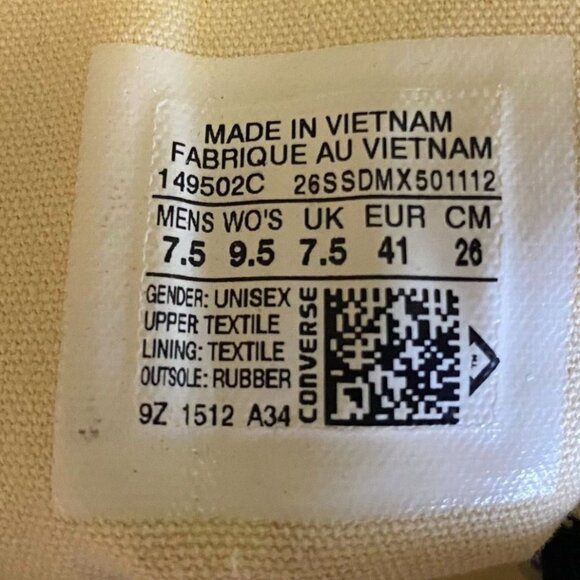 MADE IN VIETNAM
FABRIQUE AU VIETNAM
149502C 26SSDMX501112
MENS WO'S UK EUR CM
7.5 9.5 7.5 41 26
GENDER: UNISEX
UPPER TEXTILE
LINING: TEXTILE
OUTSOLE: RUBBER
9Z 1512 A34
CONVERSE
TM